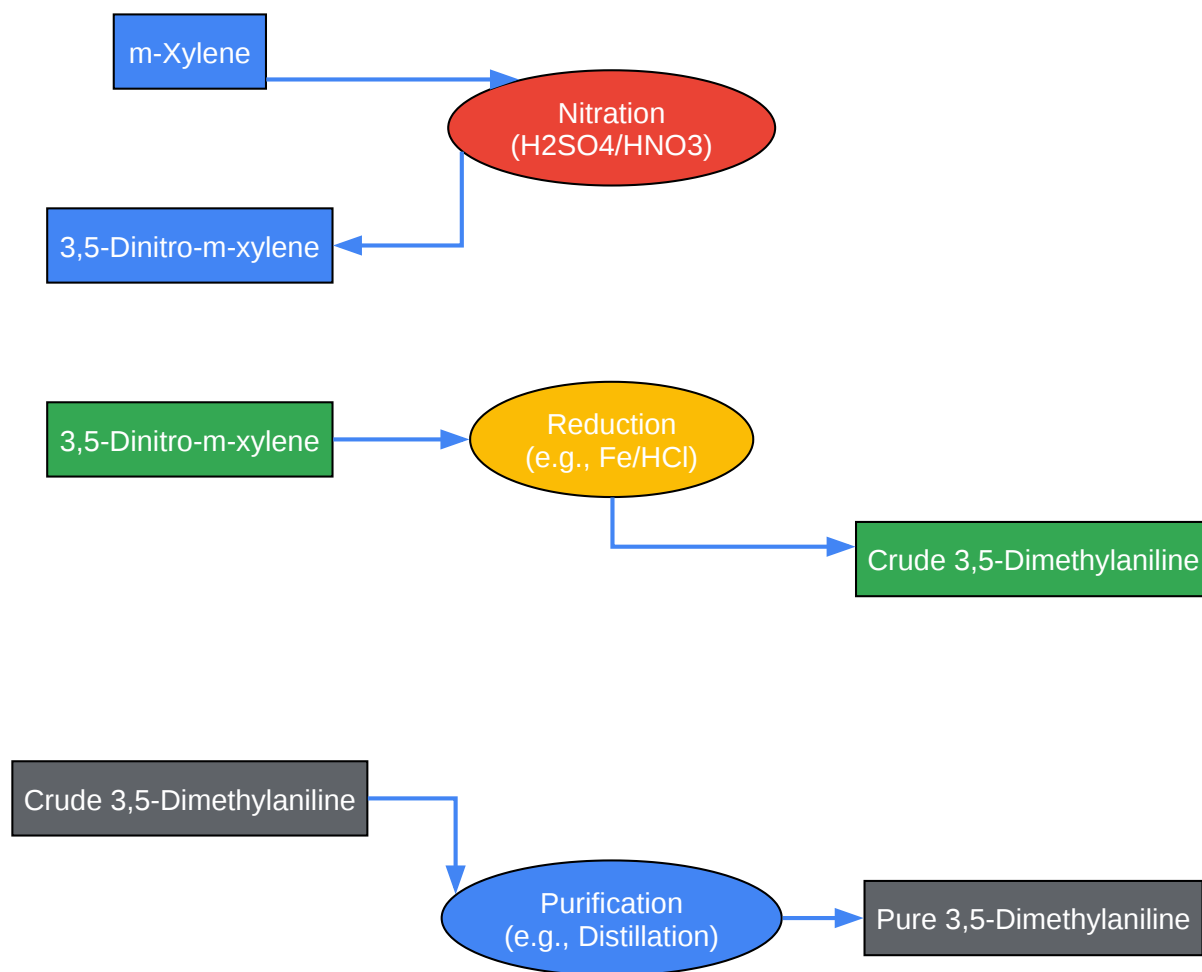 m-Xylene
Nitration
(H2SO4/HNO3)
3,5-Dinitro-m-xylene
3,5-Dinitro-m-xylene
Reduction
(e.g., Fe/HCl)
Crude 3,5-Dimethylaniline
Crude 3,5-Dimethylaniline
Purification
(e.g., Distillation)
Pure 3,5-Dimethylaniline